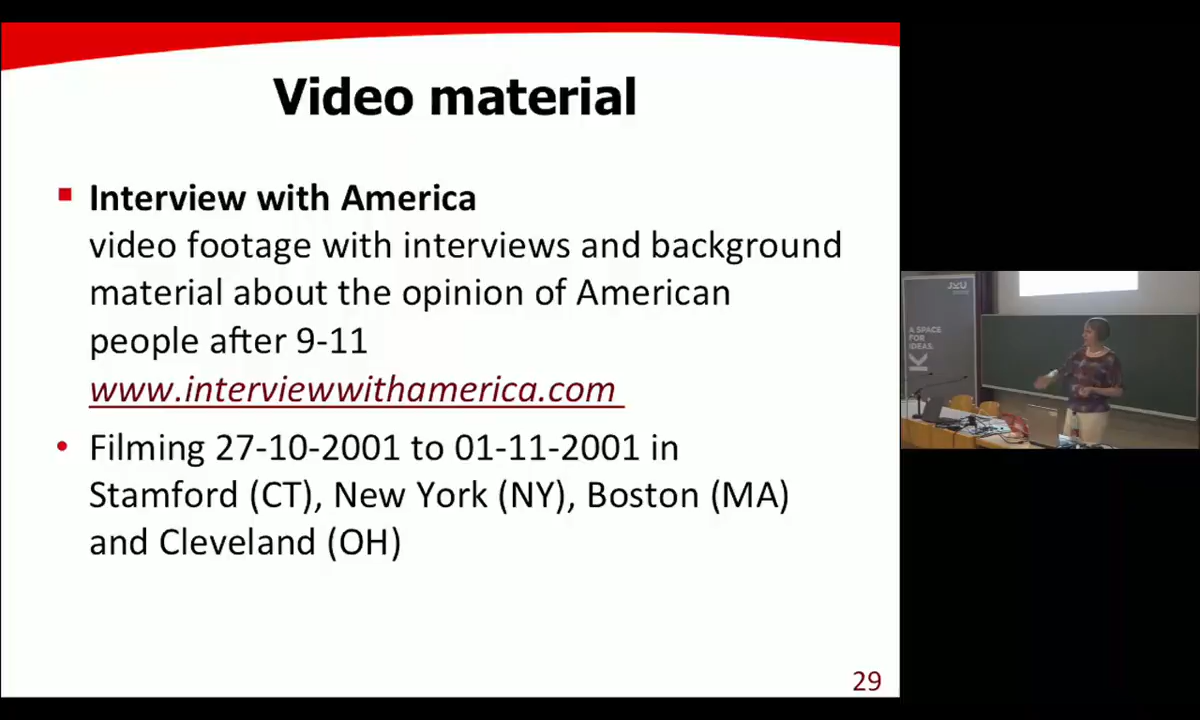 Video material
Interview with America
video footage with interviews and background
material about the opinion of American
people after 9-11
www.interviewwithamerica.com
Filming 27-10-2001 to 01-11-2001 in
Stamford (CT), New York (NY), Boston (MA)
and Cleveland (OH)
29
JKU
A SPACE
FOR
IDEAS.